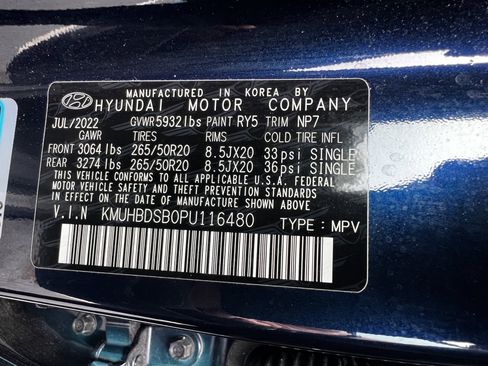 MANUFACTURED IN KOREA BY
HYUNDAI MOTOR COMPANY
JUL/2022 GVWR 5932lbs PAINT RY5 TRIM NP7
GAWR TIRES RIMS COLD TIRE INFL
FRONT 3064lbs 265/50R20 8.5JX20 33psi SINGLE
REAR 3274lbs 265/50R20 8.5JX20 36psi SINGLE
THIS VEHICLE CONFORMS TO ALL APPLICABLE U.S.A. FEDERAL
MOTOR VEHICLE SAFETY AND THEFT PREVENTION STANDARDS
IN EFFECT ON THE DATE OF MANUFACTURE SHOWN ABOVE
V.I.N KMUHBDSB0PU116480 TYPE : MPV